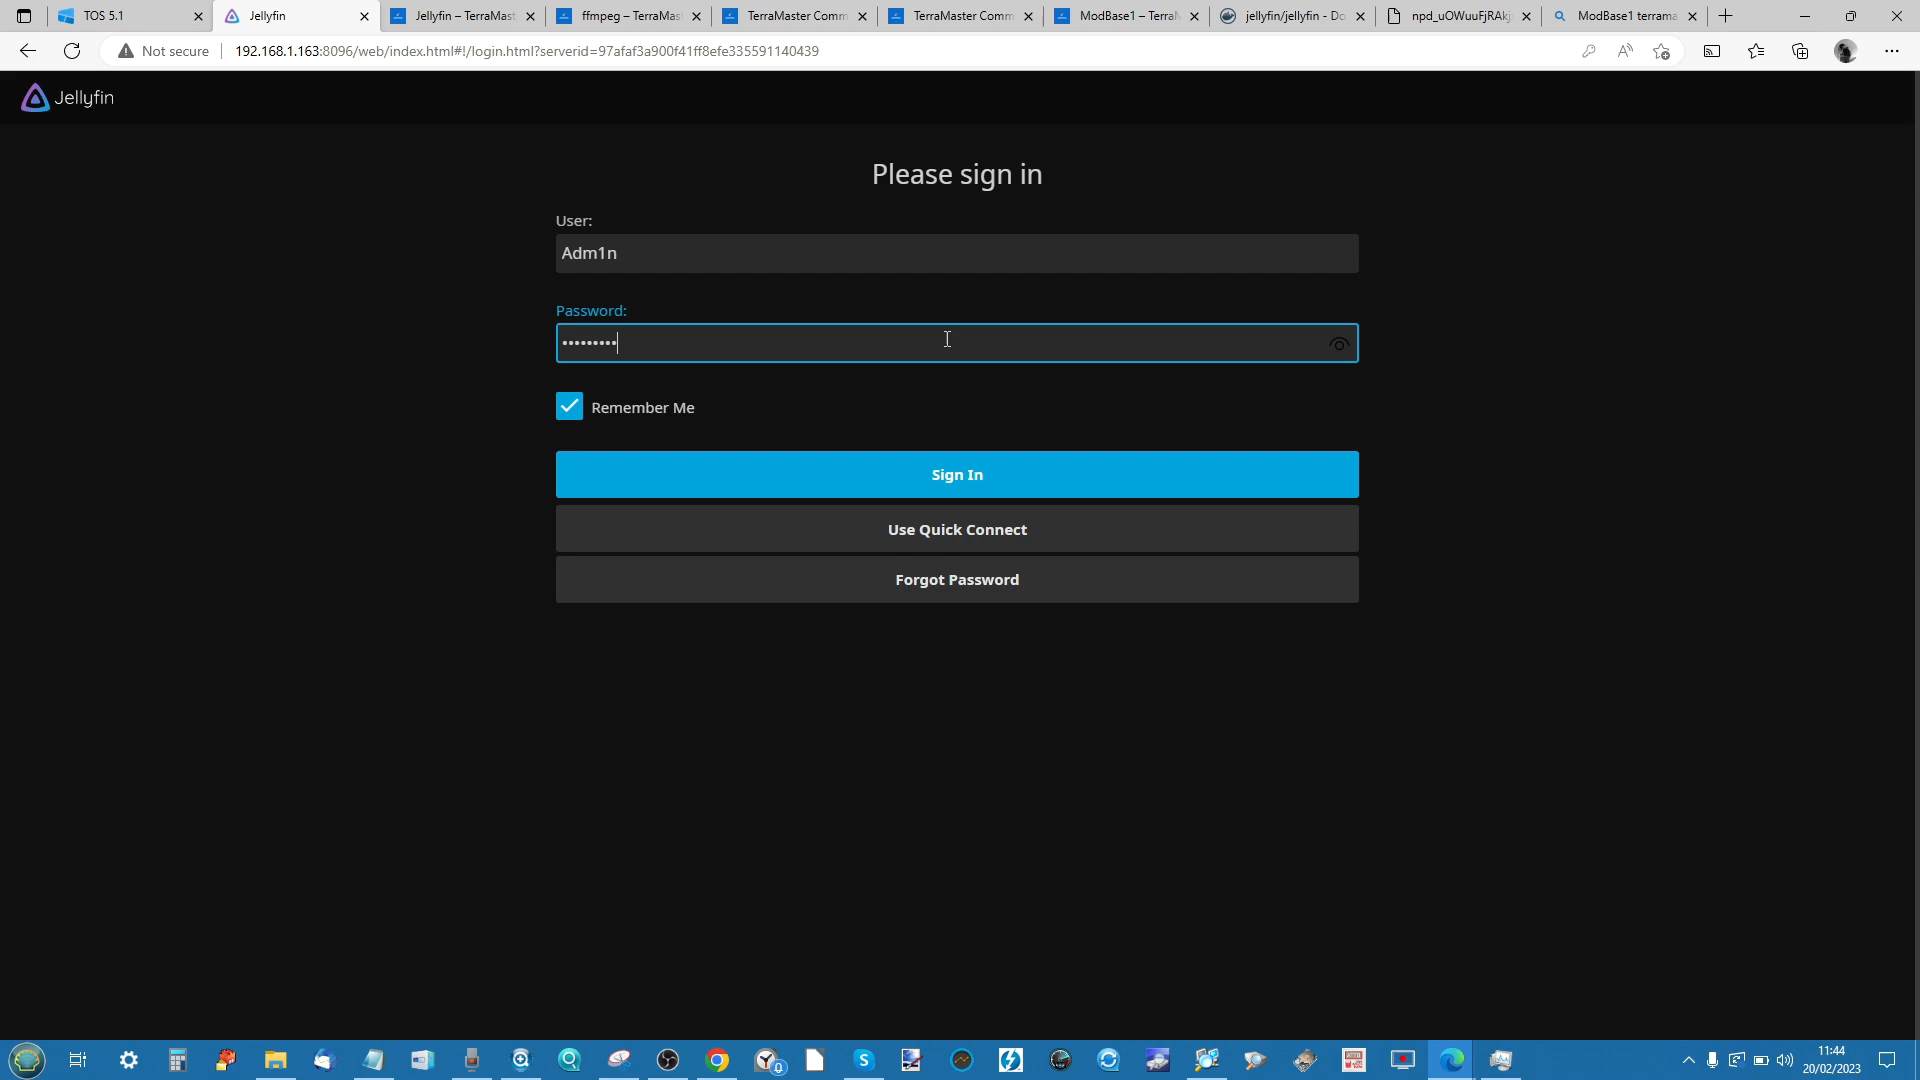 TOS 5.1
Jellyfin
Jellyfin – TerraMast
ffmpeg – TerraMas
TerraMaster Comm
TerraMaster Comm
ModBase1 – Terra
jellyfin/jellyfin - Do
npd_uOWuuFjRAkj
ModBase1 terrama
Not secure
192.168.1.163:8096/web/index.html#!/login.html?serverid=97afaf3a900f41ff8efe335591140439
Jellyfin
Please sign in
User:
Adm1n
Password:
•••••••••
Remember Me
Sign In
Use Quick Connect
Forgot Password
11:44
20/02/2023